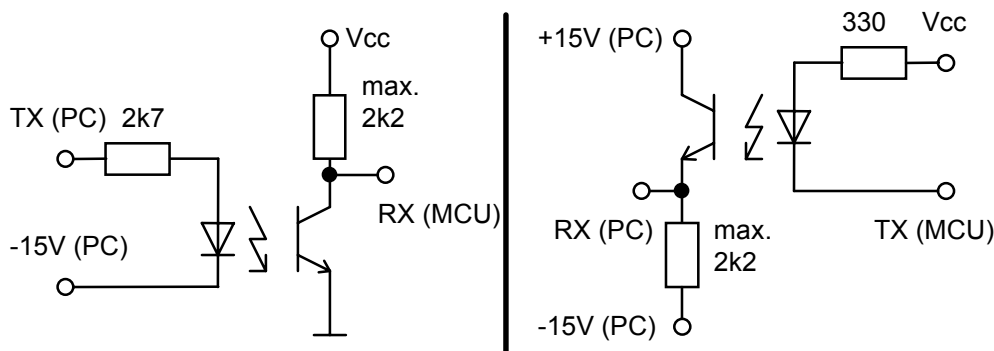 Vcc
max.
2k2
TX (PC) 2k7
RX (MCU)
-15V (PC)
330 Vcc
+15V (PC)
RX (PC)
max.
2k2
TX (MCU)
-15V (PC)